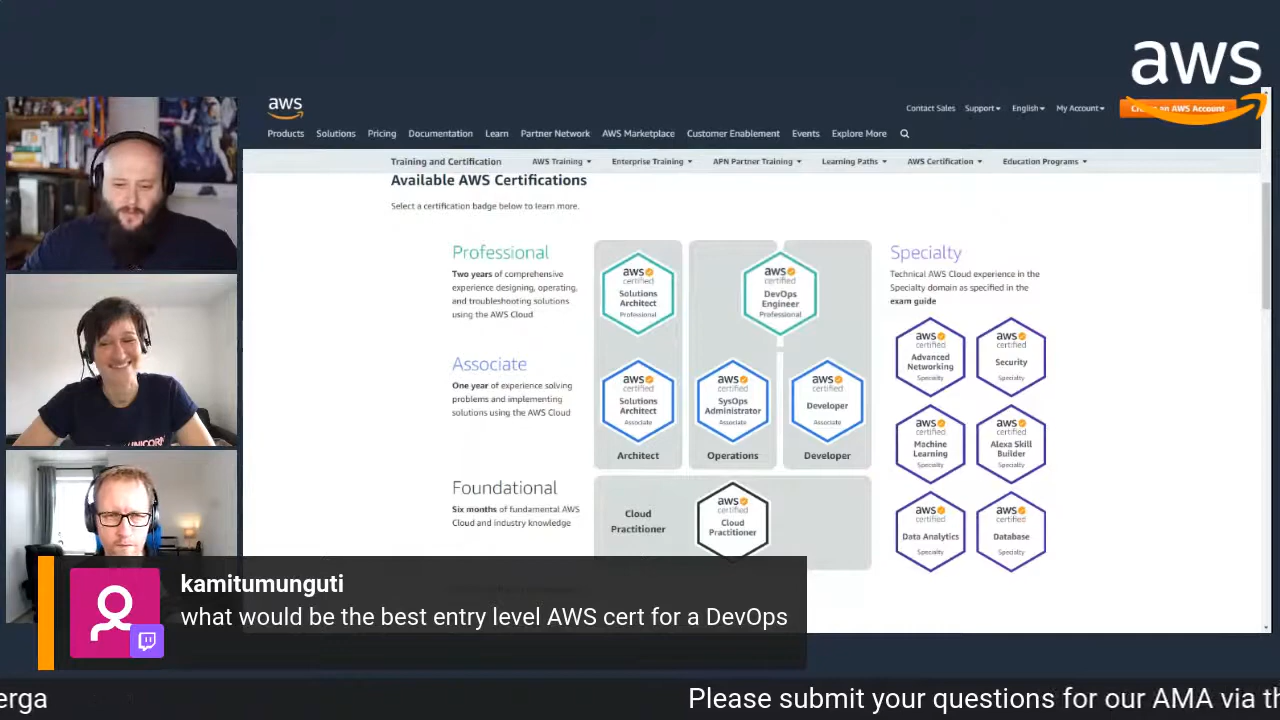 aws
aws
Contact Sales Support English My Account
Products Solutions Pricing Documentation Learn Partner Network AWS Marketplace Customer Enablement Events Explore More
Training and Certification AWS Training Enterprise Training APN Partner Training Learning Paths AWS Certification Education Programs
Available AWS Certifications
Select a certification badge below to learn more.
Professional
Two years of comprehensive
experience designing, operating,
and troubleshooting solutions
using the AWS Cloud
aws
certified
Solutions
Architect
Professional
aws
certified
DevOps
Engineer
Professional
Associate
One year of experience solving
problems and implementing
solutions using the AWS Cloud
aws
certified
Solutions
Architect
Associate
aws
certified
SysOps
Administrator
Associate
aws
certified
Developer
Associate
Architect
Operations
Developer
Foundational
Six months of fundamental AWS
Cloud and industry knowledge
Cloud
Practitioner
aws
certified
Cloud
Practitioner
Specialty
Technical AWS Cloud experience in the
Specialty domain as specified in the
exam guide
aws
certified
Advanced
Networking
Specialty
aws
certified
Security
Specialty
aws
certified
Machine
Learning
Specialty
aws
certified
Alexa Skill
Builder
Specialty
aws
certified
Data Analytics
Specialty
aws
certified
Database
Specialty
UNICORN
kamitumunguti
what would be the best entry level AWS cert for a DevOps
erga
Please submit your questions for our AMA via th